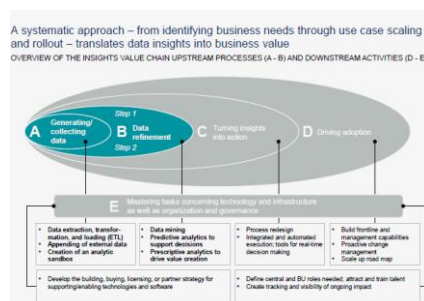 A systematic approach – from identifying business needs through use case scaling
and rollout – translates data insights into business value
OVERVIEW OF THE INSIGHTS VALUE CHAIN UPSTREAM PROCESSES (A - B) AND DOWNSTREAM ACTIVITIES (D - E
Step 1
A Generating/
collecting
data
B Data
refinement
Step 2
C Turning insights
into action
D Driving adoption
E Mastering tasks concerning technology and infrastructure
as well as organization and governance
• Data extraction, transfor-
mation, and loading (ETL)
• Appending of external data
• Creation of an analytic
sandbox
• Data mining
• Predictive analytics to
support decisions
• Prescriptive analytics to
drive value creation
• Process redesign
• Integrated and automated
execution; tools for real-time
decision making
• Build frontline and
management capabilities
• Proactive change
management
• Scale up road map
• Develop the building, buying, licensing, or partner strategy for
supporting/enabling technologies and software
• Define central and BU roles needed; attract and train talent
• Create tracking and visibility of ongoing impact